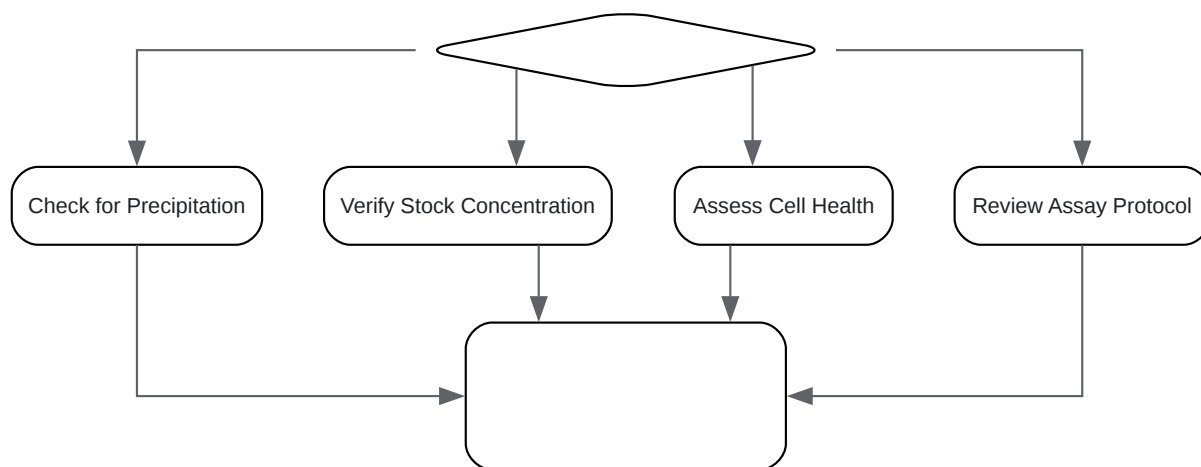 Check for Precipitation
Verify Stock Concentration
Assess Cell Health
Review Assay Protocol